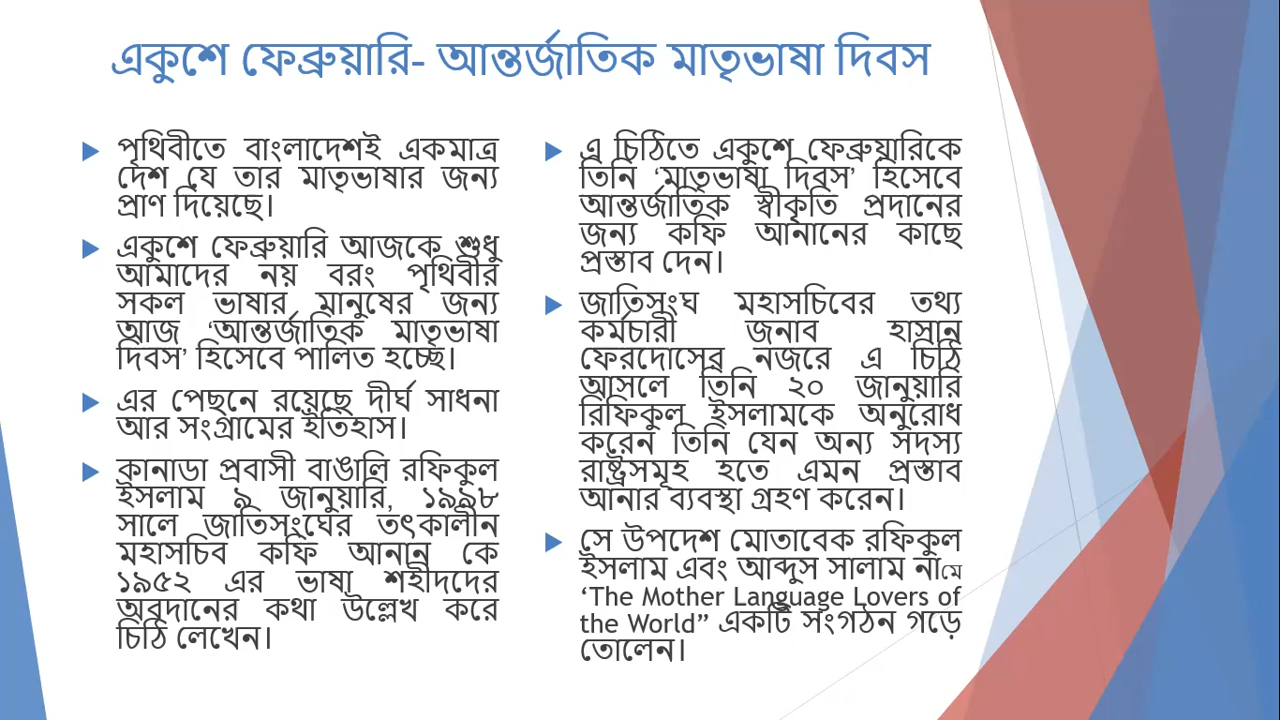 একুশে ফেব্রুয়ারি- আন্তর্জাতিক মাতৃভাষা দিবস
পৃথিবীতে বাংলাদেশই একমাত্র
দেশ যে তার মাতৃভাষার জন্য
প্রাণ দিয়েছে।
একুশে ফেব্রুয়ারি আজকে শুধু
আমাদের নয় বরং পৃথিবীর
সকল ভাষার মানুষের জন্য
আজ ‘আন্তর্জাতিক মাতৃভাষা
দিবস’ হিসেবে পালিত হচ্ছে।
এর পেছনে রয়েছে দীর্ঘ সাধনা
আর সংগ্রামের ইতিহাস।
কানাডা প্রবাসী বাঙালি রফিকুল
ইসলাম ৯ জানুয়ারি, ১৯৯৮
সালে জাতিসংঘের তৎকালীন
মহাসচিব কফি আনান কে
১৯৫২ এর ভাষা শহীদদের
অবদানের কথা উল্লেখ করে
চিঠি লেখেন।
এ চিঠিতে একুশে ফেব্রুয়ারিকে
তিনি ‘মাতৃভাষা দিবস’ হিসেবে
আন্তর্জাতিক স্বীকৃতি প্রদানের
জন্য কফি আনানের কাছে
প্রস্তাব দেন।
জাতিসংঘ মহাসচিবের তথ্য
কর্মচারী জনাব হাসান
ফেরদোসের নজরে এ চিঠি
আসলে তিনি ২০ জানুয়ারি
রিফিকুল ইসলামকে অনুরোধ
করেন তিনি যেন অন্য সদস্য
রাষ্ট্রসমূহ হতে এমন প্রস্তাব
আনার ব্যবস্থা গ্রহণ করেন।
সে উপদেশ মোতাবেক রফিকুল
ইসলাম এবং আব্দুস সালাম নামে
‘The Mother Language Lovers of
the World” একটি সংগঠন গড়ে
তোলেন।